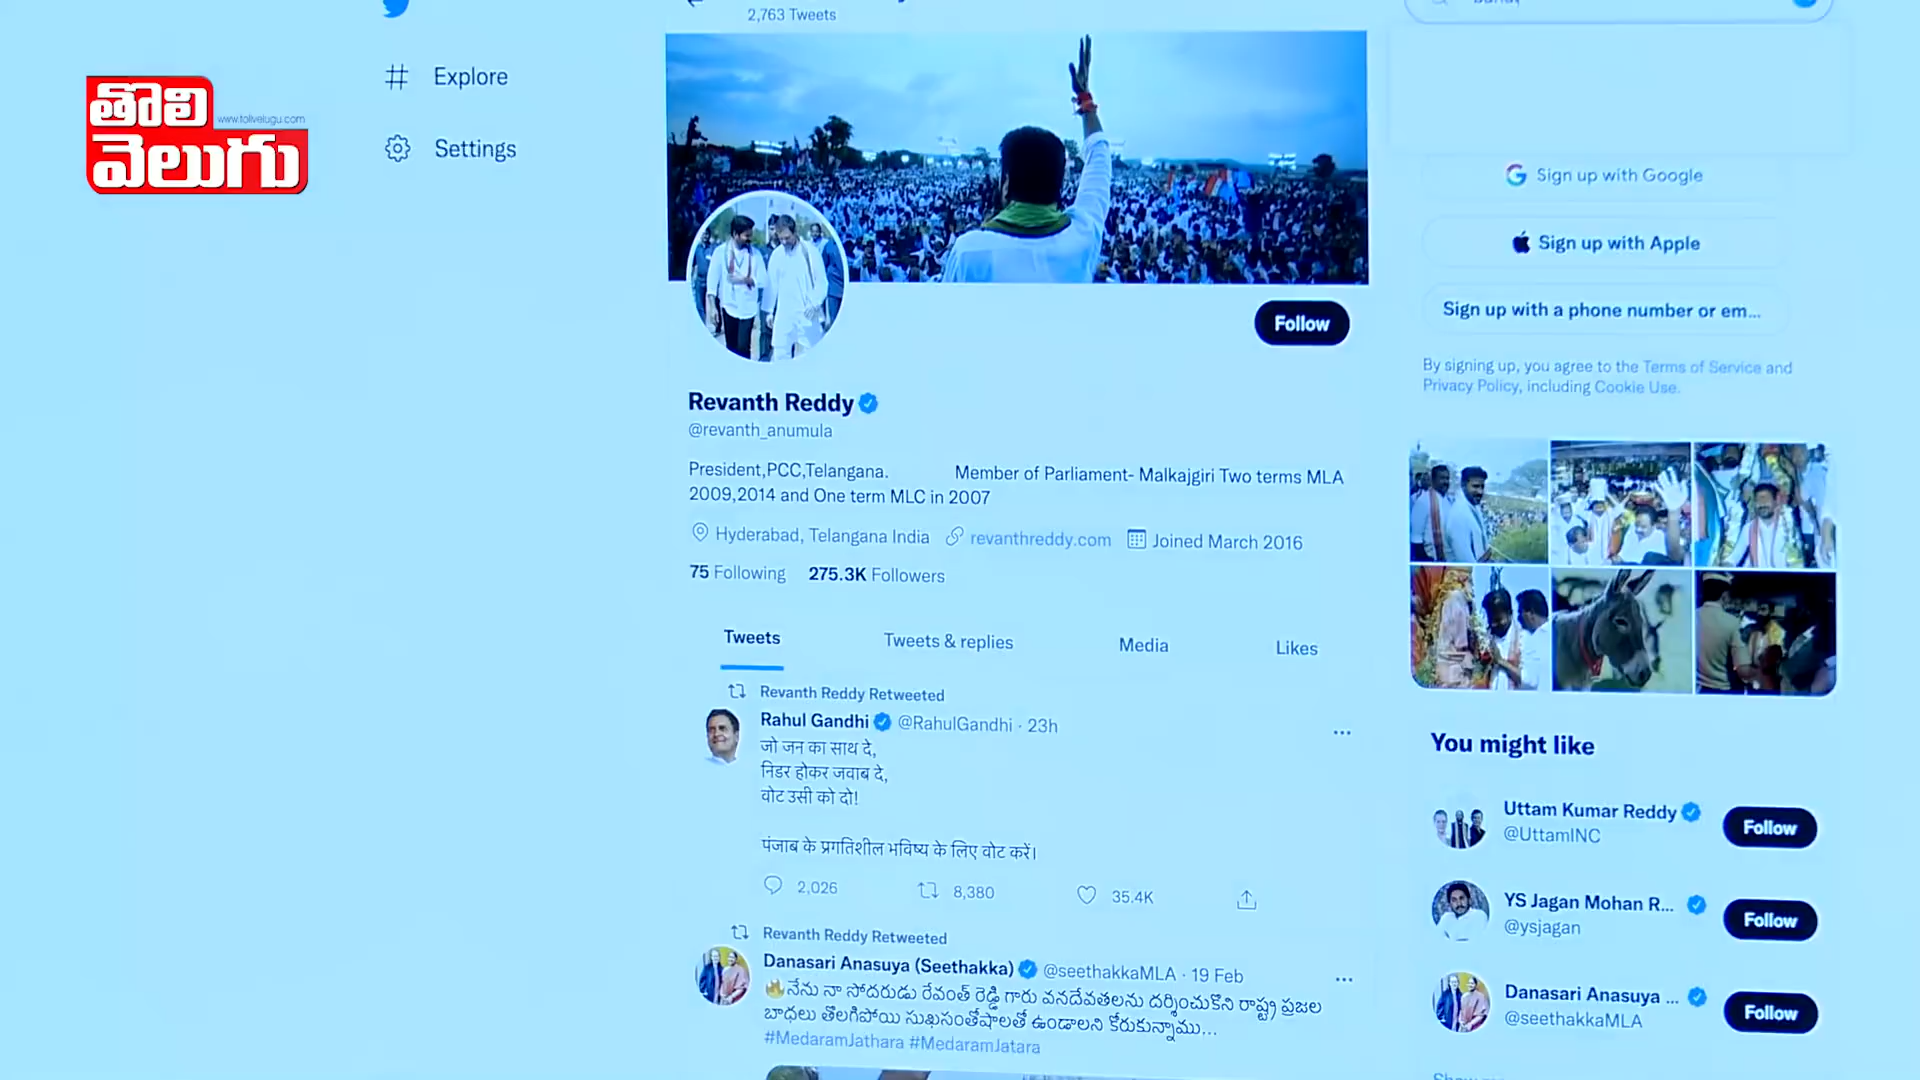 2,763 Tweets
తొలి
www.tolivelugu.com
వెలుగు
Explore
Settings
Follow
Revanth Reddy
@revanth_anumula
President,PCC,Telangana. Member of Parliament- Malkajgiri Two terms MLA
2009,2014 and One term MLC in 2007
Hyderabad, Telangana India revanthreddy.com Joined March 2016
75 Following 275.3K Followers
Tweets Tweets & replies Media Likes
Revanth Reddy Retweeted
Rahul Gandhi @RahulGandhi · 23h
जो जन का साथ दे,
निडर होकर जवाब दे,
वोट उसी को दो!
पंजाब के प्रगतिशील भविष्य के लिए वोट करें।
2,026 8,380 35.4K
Revanth Reddy Retweeted
Danasari Anasuya (Seethakka) @seethakkaMLA · 19 Feb
🔥నేను నా సోదరుడు రేవంత్ రెడ్డి గారు వనదేవతలను దర్శించుకొని రాష్ట్ర ప్రజల
బాధలు తొలగిపోయి సుఖసంతోషాలతో ఉండాలని కోరుకున్నాము...
#MedaramJathara #MedaramJatara
Sign up with Google
Sign up with Apple
Sign up with a phone number or em...
By signing up, you agree to the Terms of Service and
Privacy Policy, including Cookie Use.
You might like
Uttam Kumar Reddy
@UttamINC
Follow
YS Jagan Mohan R...
@ysjagan
Follow
Danasari Anasuya ...
@seethakkaMLA
Follow